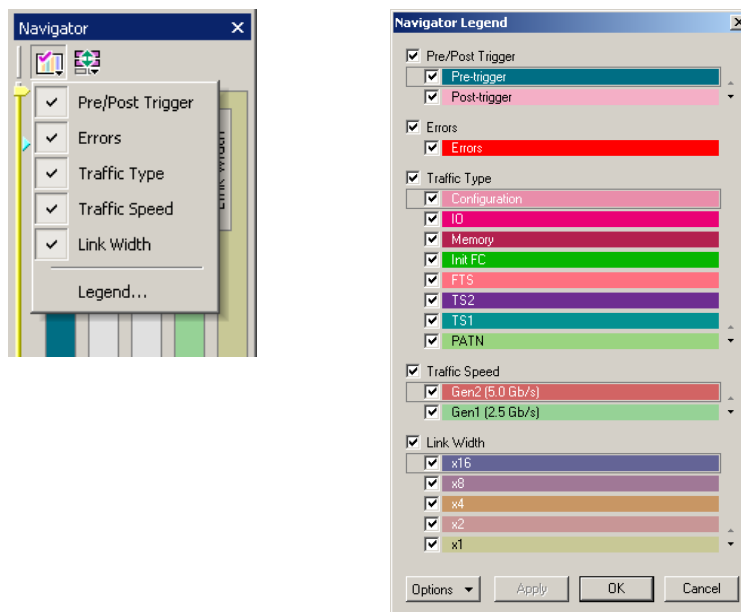 Navigator
Pre/Post Trigger
Errors
Traffic Type
Traffic Speed
Link Width
Legend...
Navigator Legend
Pre/Post Trigger
Pre-trigger
Post-trigger
Errors
Errors
Traffic Type
Configuration
IO
Memory
Init FC
FTS
TS2
TS1
PATN
Traffic Speed
Gen2 (5.0 Gb/s)
Gen1 (2.5 Gb/s)
Link Width
x16
x8
x4
x2
x1
Options
Apply
OK
Cancel